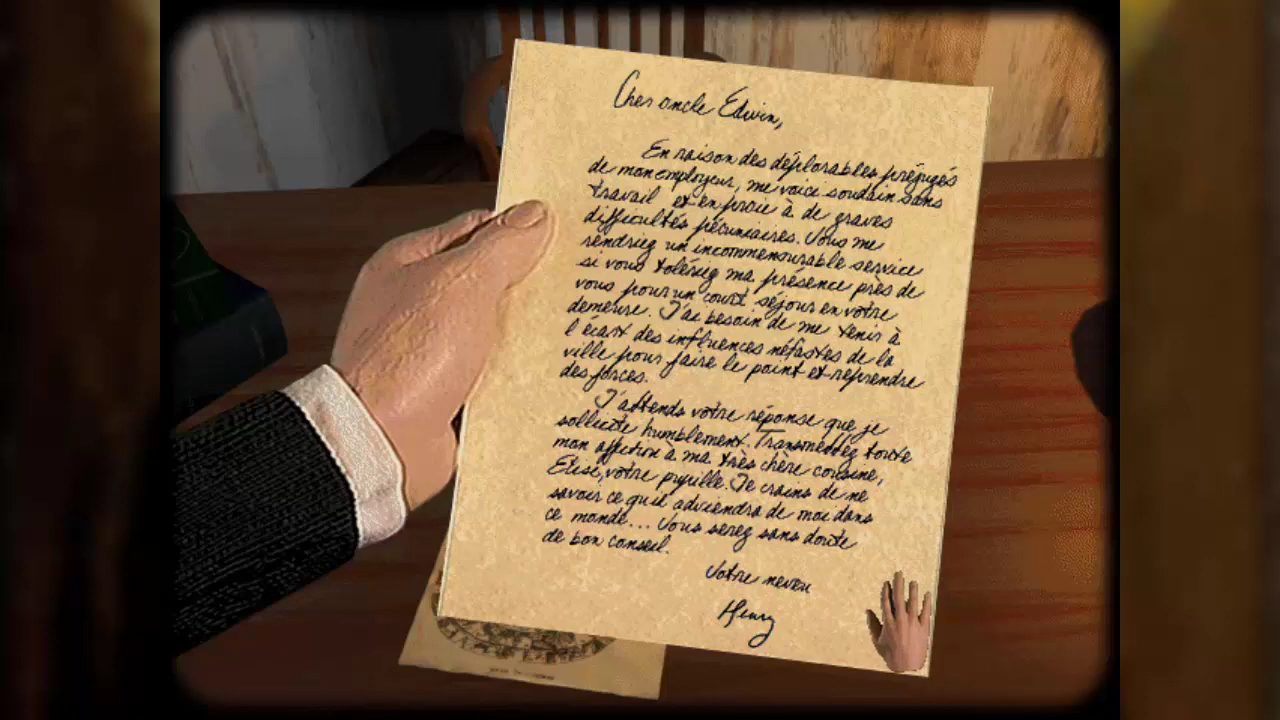 Cher oncle Edwin,
En raison des déplorables préjugés
de mon employeur, me voice soudain sans
travail et en proie à de graves
difficultés pécuniaires. Vous me
rendriez un incommensurable service
si vous tolériez ma présence près de
vous pour un court séjour en votre
demeure. J'ai besoin de me tenir à
l'écart des influences néfastes de la
ville pour faire le point et reprendre
des forces.
J'attends votre réponse que je
sollicite humblement. Transmettez toute
mon affection à ma très chère cousine,
Elise, votre pupille. Je crains de ne
savoir ce qu'il adviendra de moi dans
ce monde... Vous serez sans doute
de bon conseil.
Votre neveu
Henry